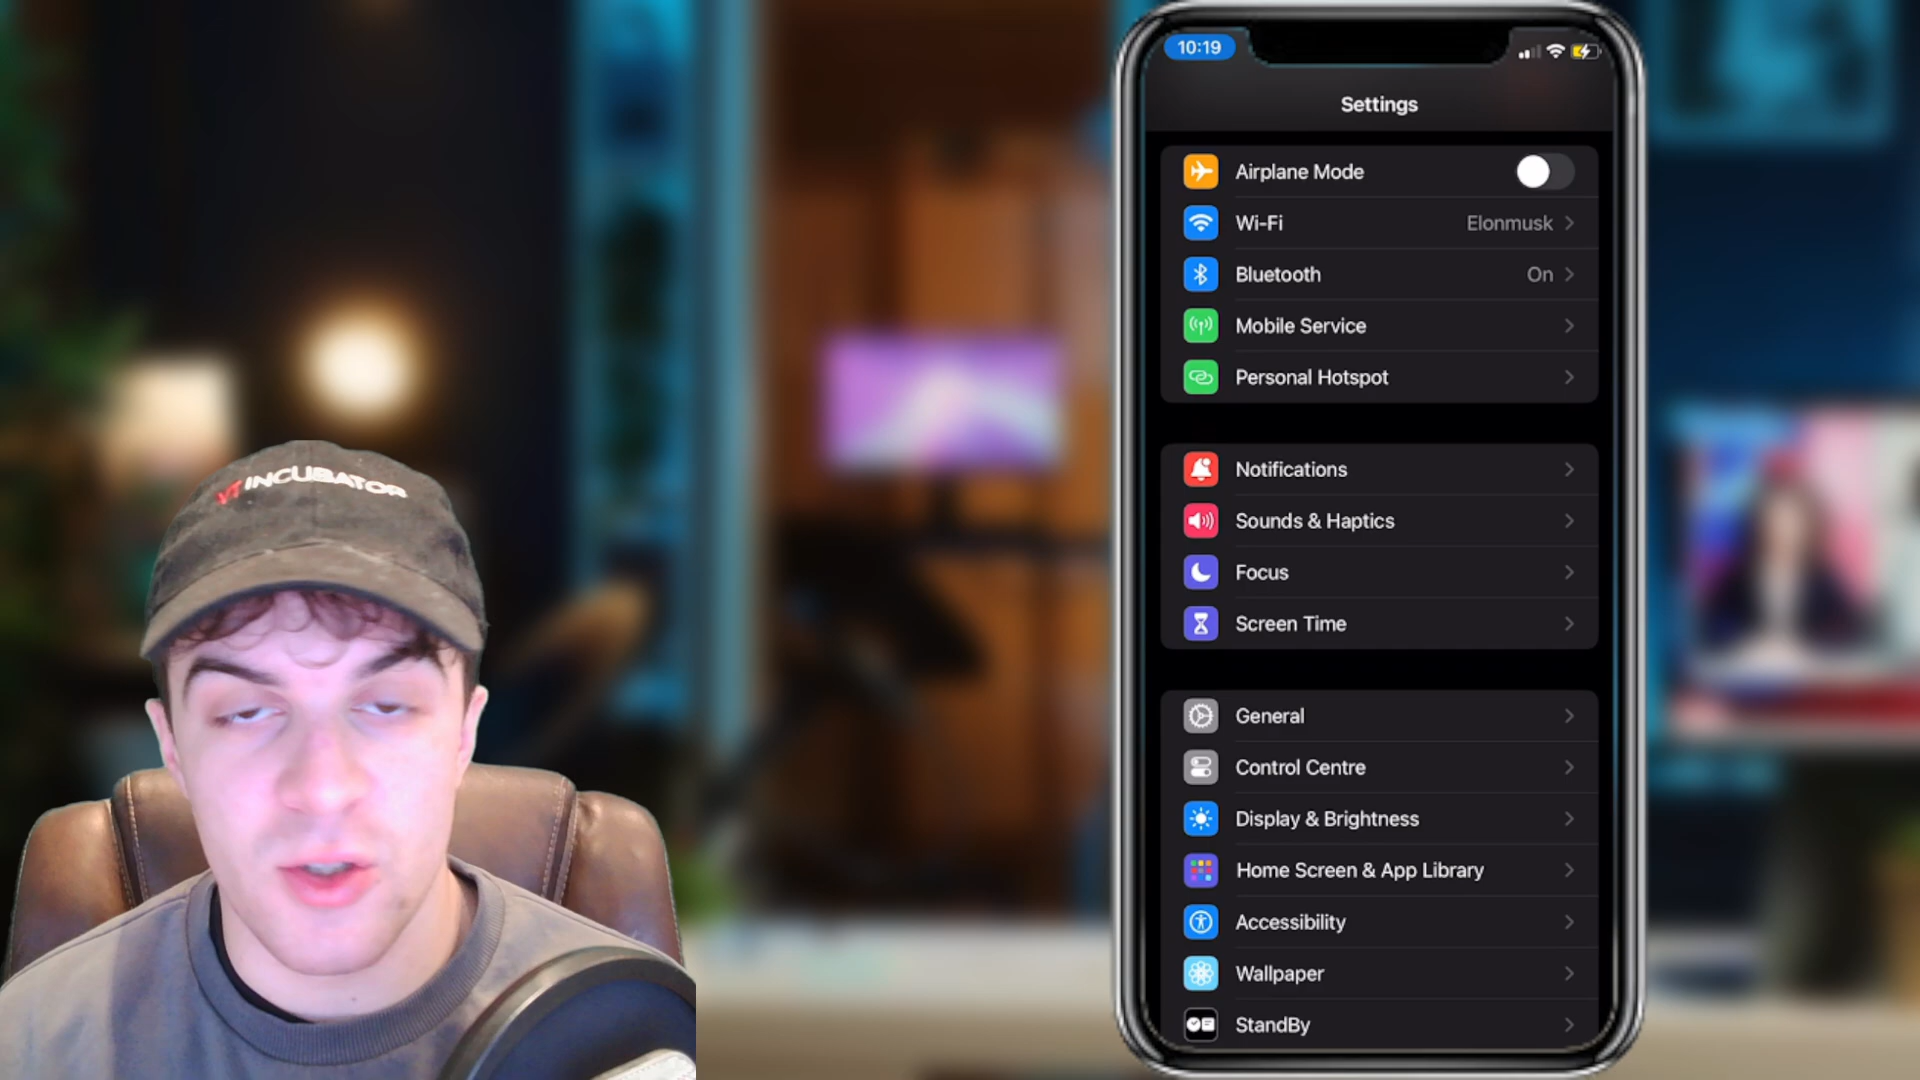 VT INCUBATOR
10:19
Settings
Airplane Mode
Wi-Fi Elonmusk
Bluetooth On
Mobile Service
Personal Hotspot
Notifications
Sounds & Haptics
Focus
Screen Time
General
Control Centre
Display & Brightness
Home Screen & App Library
Accessibility
Wallpaper
StandBy